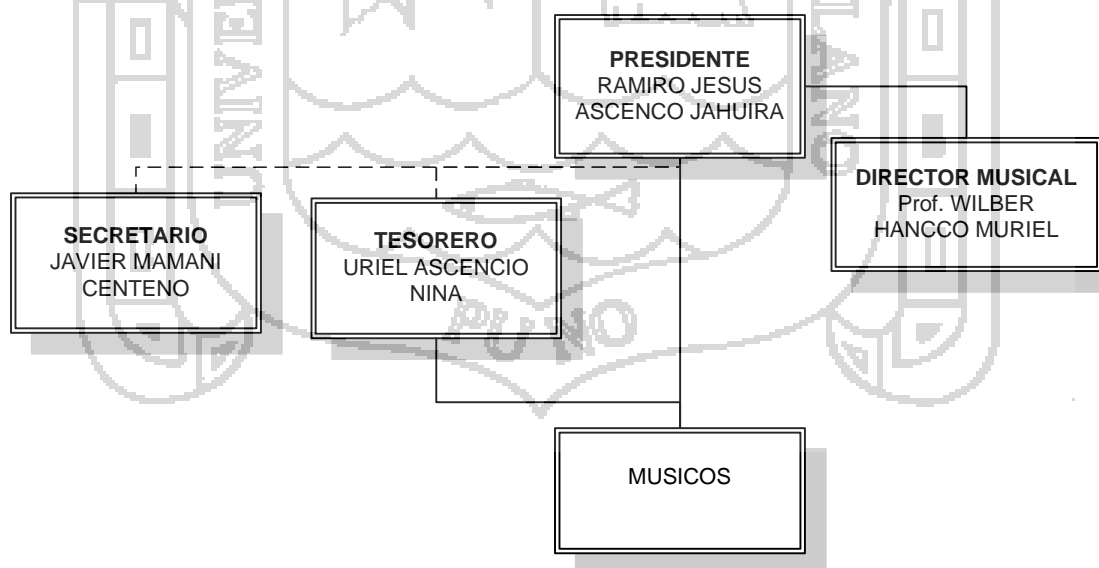 PRESIDENTE
RAMIRO JESUS
ASCENCO JAHUIRA
DIRECTOR MUSICAL
Prof. WILBER
HANCCO MURIEL
SECRETARIO
JAVIER MAMANI
CENTENO
TESORERO
URIEL ASCENCIO
NINA
PUNO
MUSICOS